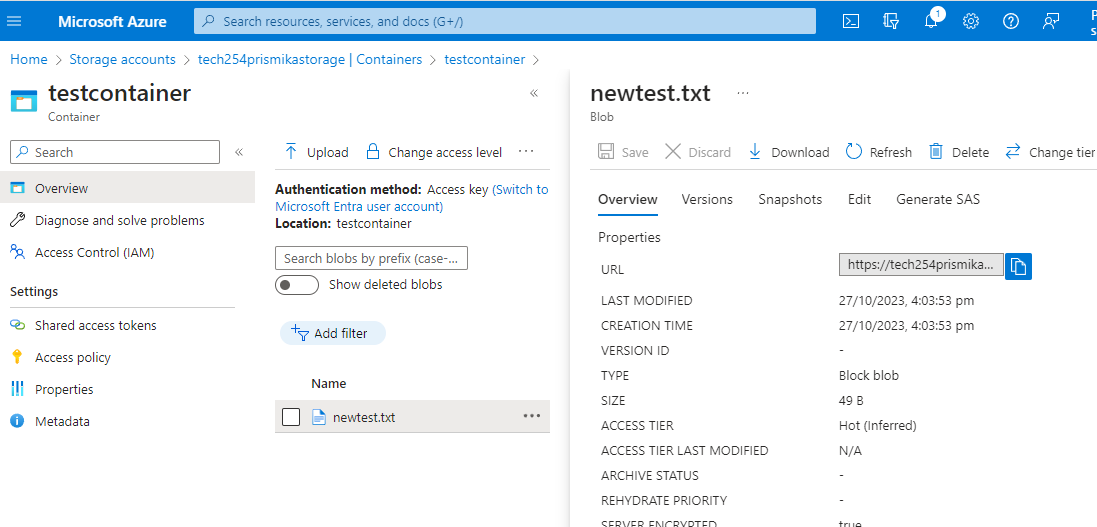 Microsoft Azure
Search resources, services, and docs (G+/)
1
Home > Storage accounts > tech254prismikastorage | Containers > testcontainer >
testcontainer
Container
Search
Overview
Diagnose and solve problems
Access Control (IAM)
Settings
Shared access tokens
Access policy
Properties
Metadata
Upload
Change access level
Authentication method: Access key (Switch to
Microsoft Entra user account)
Location: testcontainer
Search blobs by prefix (case-...
Show deleted blobs
Add filter
Name
newtest.txt
newtest.txt
Blob
Save Discard Download Refresh Delete Change tier
Overview Versions Snapshots Edit Generate SAS
Properties
URL https://tech254prismika...
LAST MODIFIED 27/10/2023, 4:03:53 pm
CREATION TIME 27/10/2023, 4:03:53 pm
VERSION ID -
TYPE Block blob
SIZE 49 B
ACCESS TIER Hot (Inferred)
ACCESS TIER LAST MODIFIED N/A
ARCHIVE STATUS -
REHYDRATE PRIORITY -
SERVER ENCRYPTED true